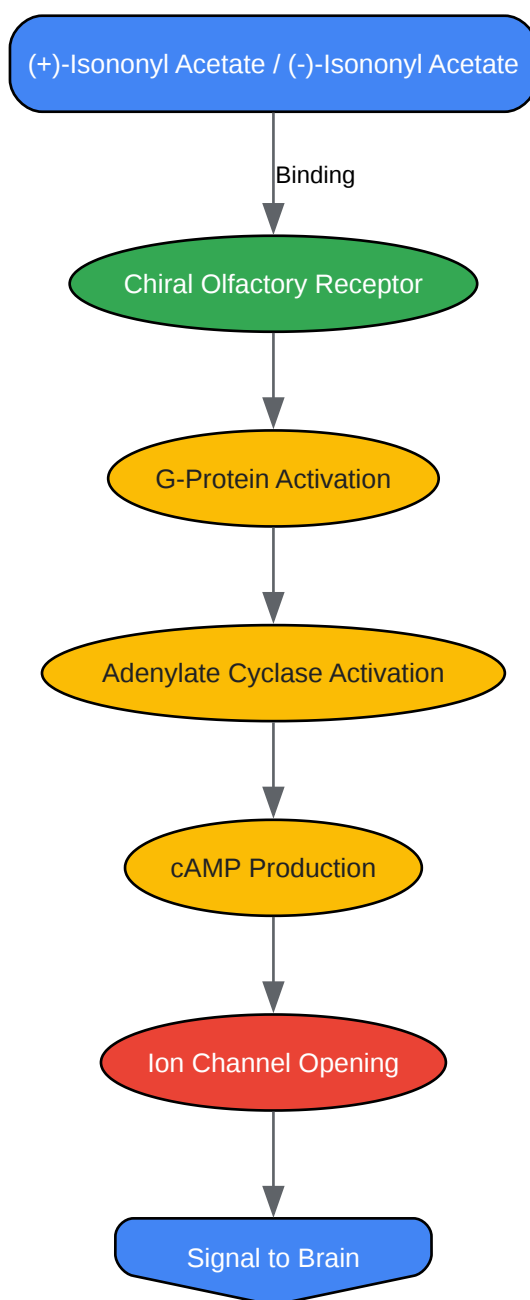 (+)-Isononyl Acetate / (-)-Isononyl Acetate
Binding
Chiral Olfactory Receptor
G-Protein Activation
Adenylate Cyclase Activation
cAMP Production
Ion Channel Opening
Signal to Brain